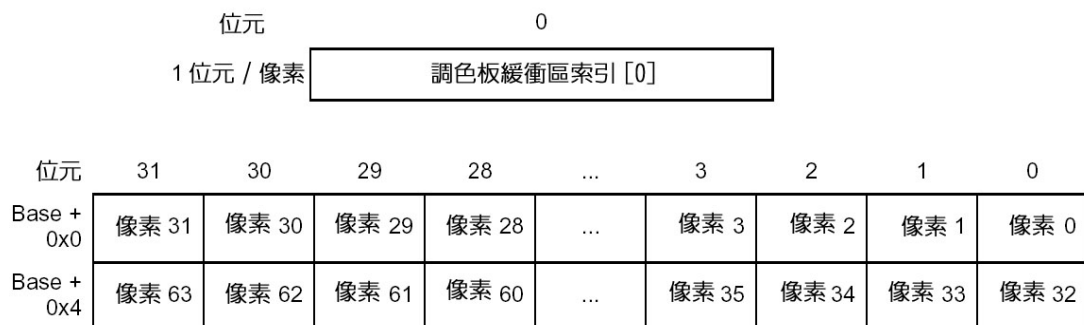 位元 0
1 位元 / 像素 調色板緩衝區索引 [0]
位元 31 30 29 28 ... 3 2 1 0
Base + 0x0 像素 31 像素 30 像素 29 像素 28 ... 像素 3 像素 2 像素 1 像素 0
Base + 0x4 像素 63 像素 62 像素 61 像素 60 ... 像素 35 像素 34 像素 33 像素 32